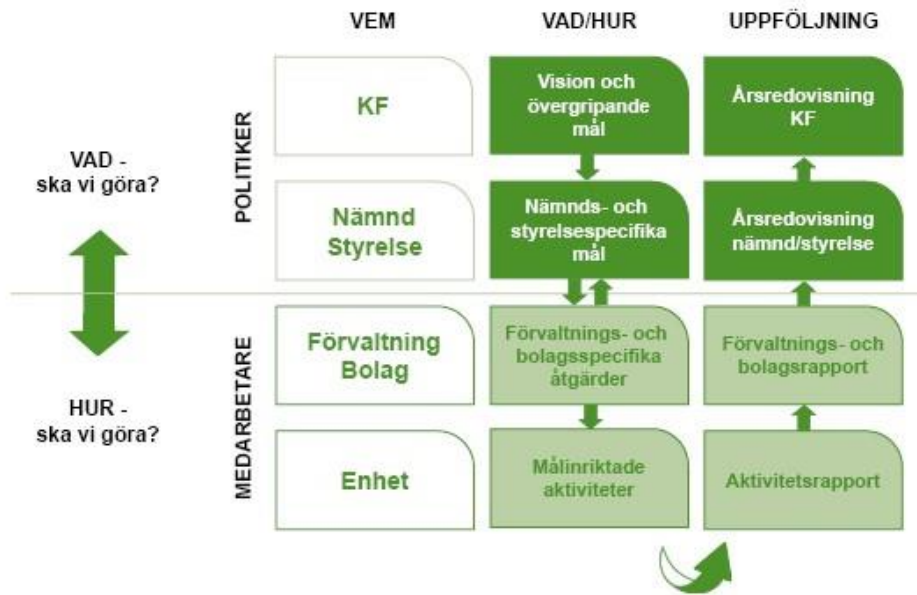 VEM
VAD/HUR
UPPFÖLJNING
VAD -
ska vi göra?
HUR -
ska vi göra?
POLITIKER
MEDARBETARE
KF
Vision och
övergripande
mål
Årsredovisning
KF
Nämnd
Styrelse
Nämnds- och
styrelsespecifika
mål
Årsredovisning
nämnd/styrelse
Förvaltning
Bolag
Förvaltnings- och
bolagsspecifika
åtgärder
Förvaltnings- och
bolagsrapport
Enhet
Målinriktade
aktiviteter
Aktivitetsrapport